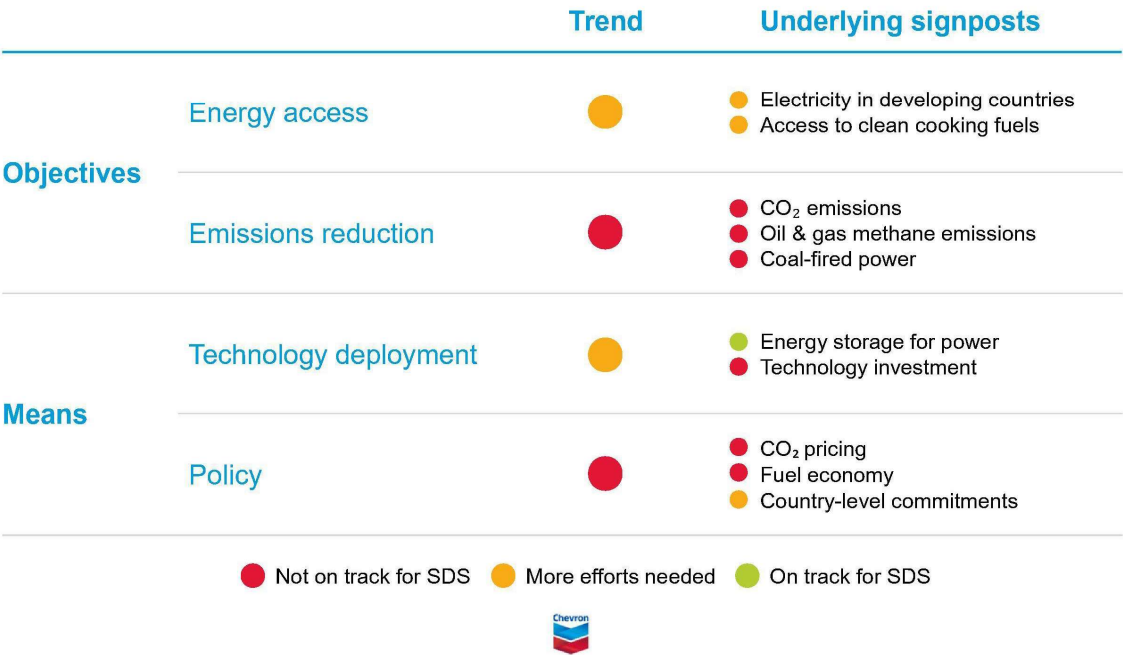 Trend Underlying signposts
Objectives
Energy access
Electricity in developing countries
Access to clean cooking fuels
Emissions reduction
CO₂ emissions
Oil & gas methane emissions
Coal-fired power
Means
Technology deployment
Energy storage for power
Technology investment
Policy
CO₂ pricing
Fuel economy
Country-level commitments
Not on track for SDS More efforts needed On track for SDS
Chevron